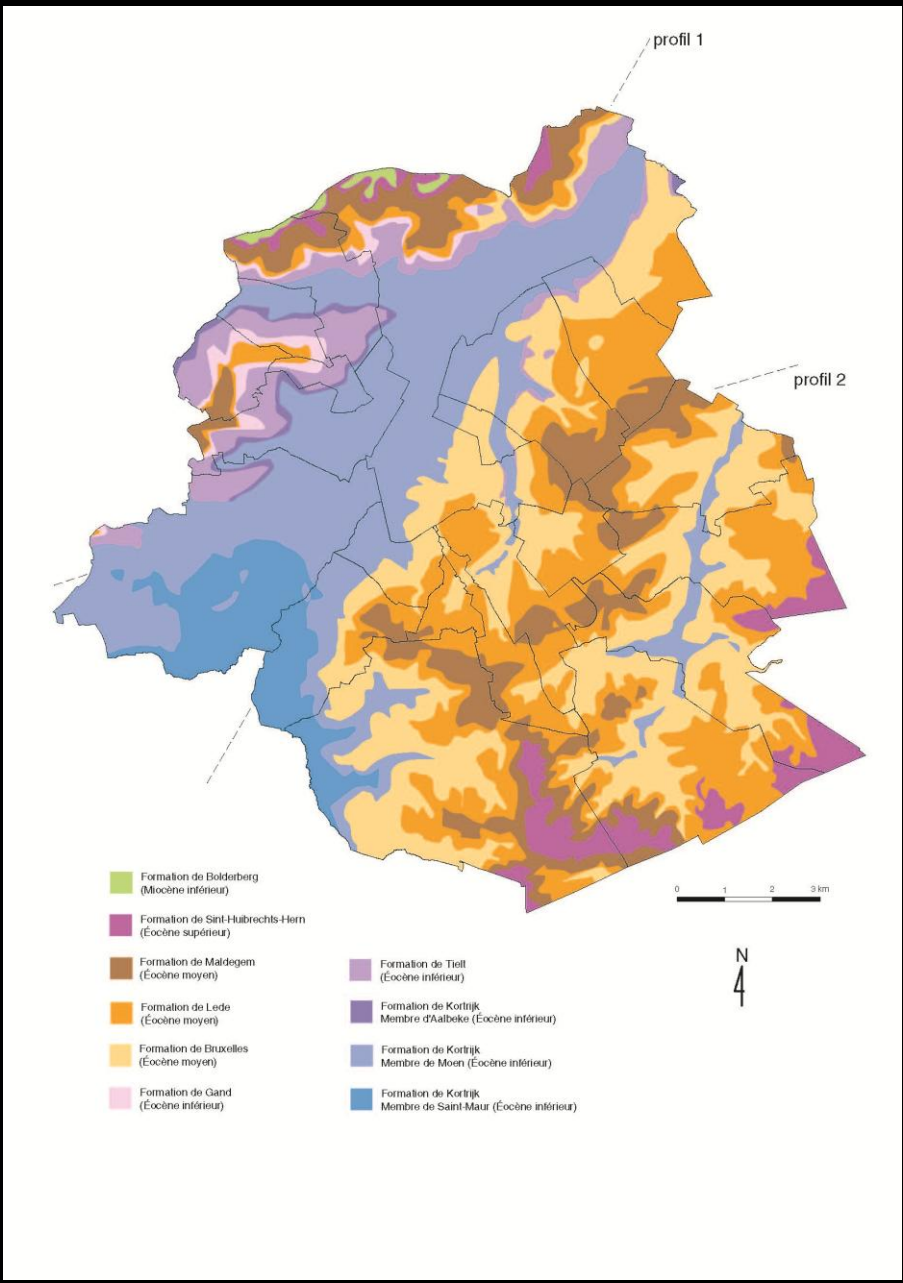 profil 1
profil 2
Formation de Bolderberg
(Miocène inférieur)
Formation de Sint-Huibrechts-Hern
(Éocène supérieur)
Formation de Maldegem
(Éocène moyen)
Formation de Lede
(Éocène moyen)
Formation de Bruxelles
(Éocène moyen)
Formation de Gand
(Éocène inférieur)
Formation de Tielt
(Éocène inférieur)
Formation de Kortrijk
Membre d'Aalbeke (Éocène inférieur)
Formation de Kortrijk
Membre de Moen (Éocène inférieur)
Formation de Kortrijk
Membre de Saint-Maur (Éocène inférieur)
0 1 2 3 km
N